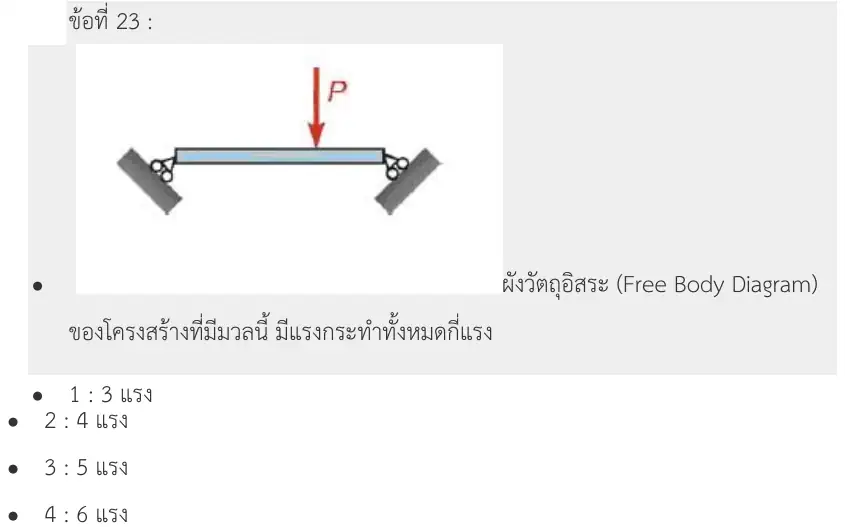 ข้อที่ 23 :
P
ผังวัตถุอิสระ (Free Body Diagram)
ของโครงสร้างที่มีมวลนี้ มีแรงกระทำทั้งหมดกี่แรง
1 : 3 แรง
2 : 4 แรง
3 : 5 แรง
4 : 6 แรง